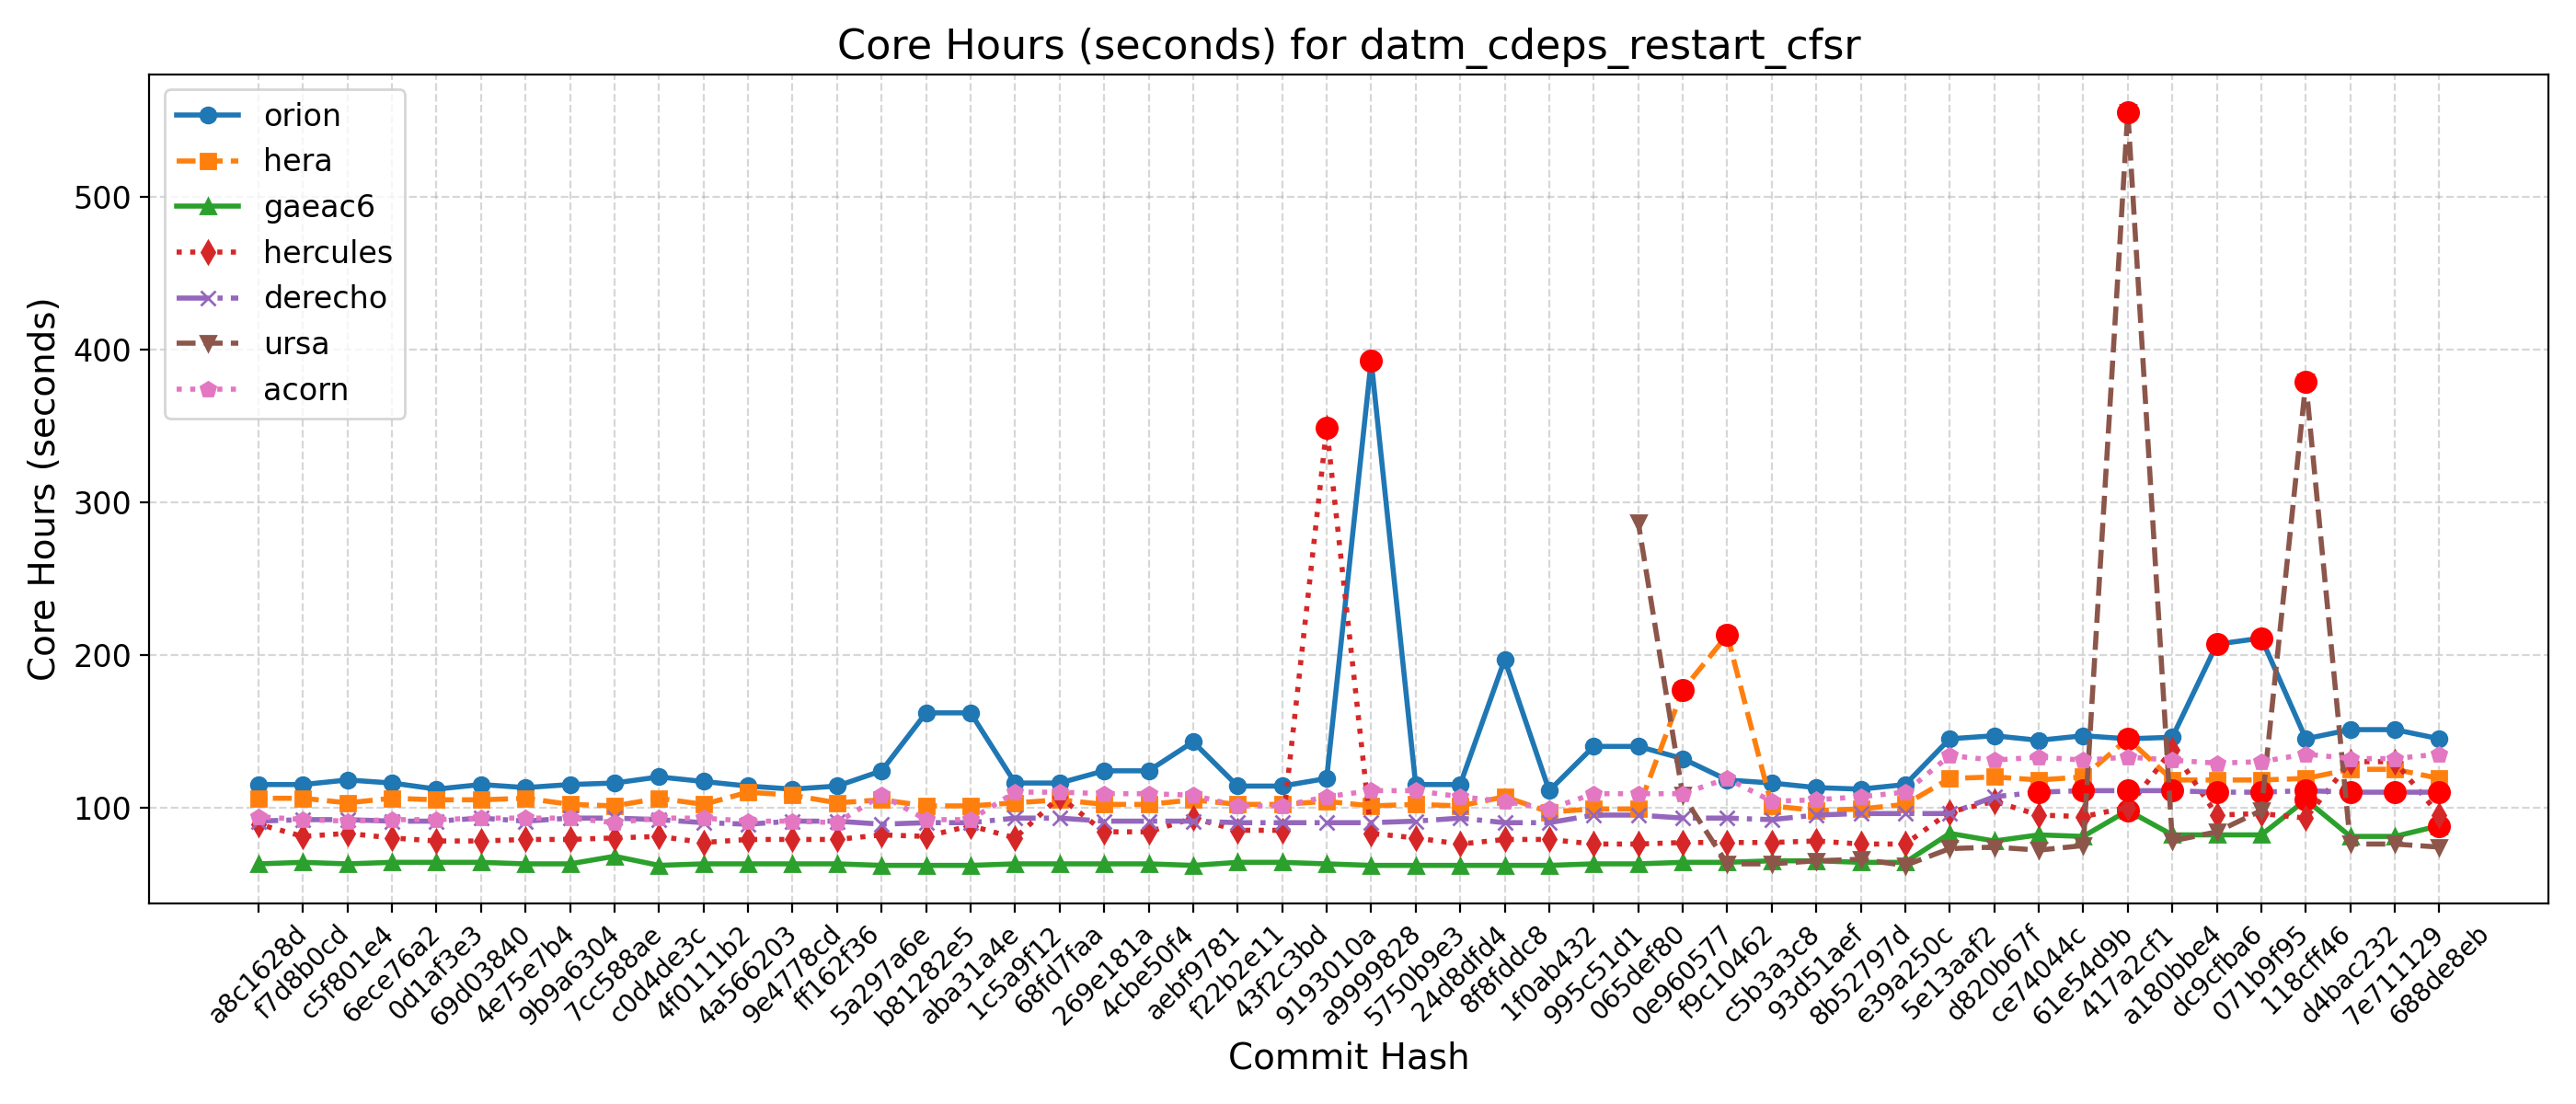 Core Hours (seconds) for datm_cdeps_restart_cfsr
orion
hera
gaeac6
hercules
derecho
ursa
acorn
Core Hours (seconds)
500
400
300
200
100
a8c1628d
f7d8b0cd
c5f801e4
6ece76a2
0d1af3e3
69d03840
4e75e7b4
9b9a6304
7cc588ae
c0d4de3c
4f0111b2
4a566203
9e4778cd
ff162f36
5a297a6e
b81282e5
aba31a4e
1c5a9f12
68fd7faa
269e181a
4cbe50f4
aebf9781
f22b2e11
43f2c3bd
9193010a
a9999828
5750b9e3
24d8dfd4
8f8fddc8
1f0ab432
995c51d1
065def80
0e960577
f9c10462
c5b3a3c8
93d51aef
8b52797d
e39a250c
5e13aaf2
d820b67f
ce74044c
61e54d9b
417a2cf1
a180bbe4
dc9cfba6
071b9f95
118cff46
d4bac232
7e711129
688de8eb
Commit Hash